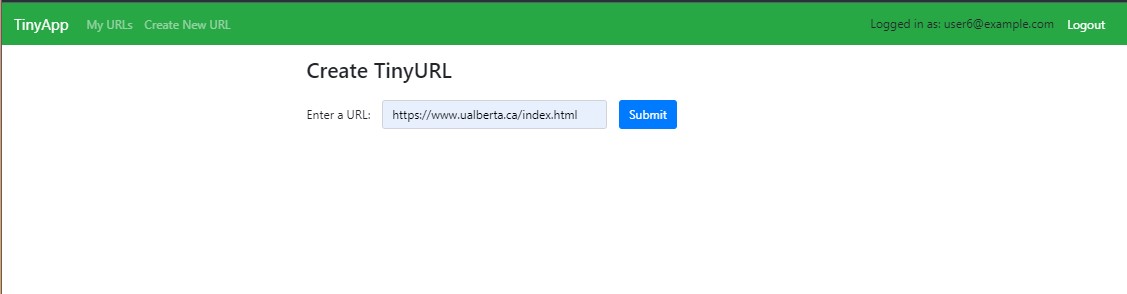 TinyApp My URLs Create New URL Logged in as: user6@example.com Logout
Create TinyURL
Enter a URL: https://www.ualberta.ca/index.html Submit